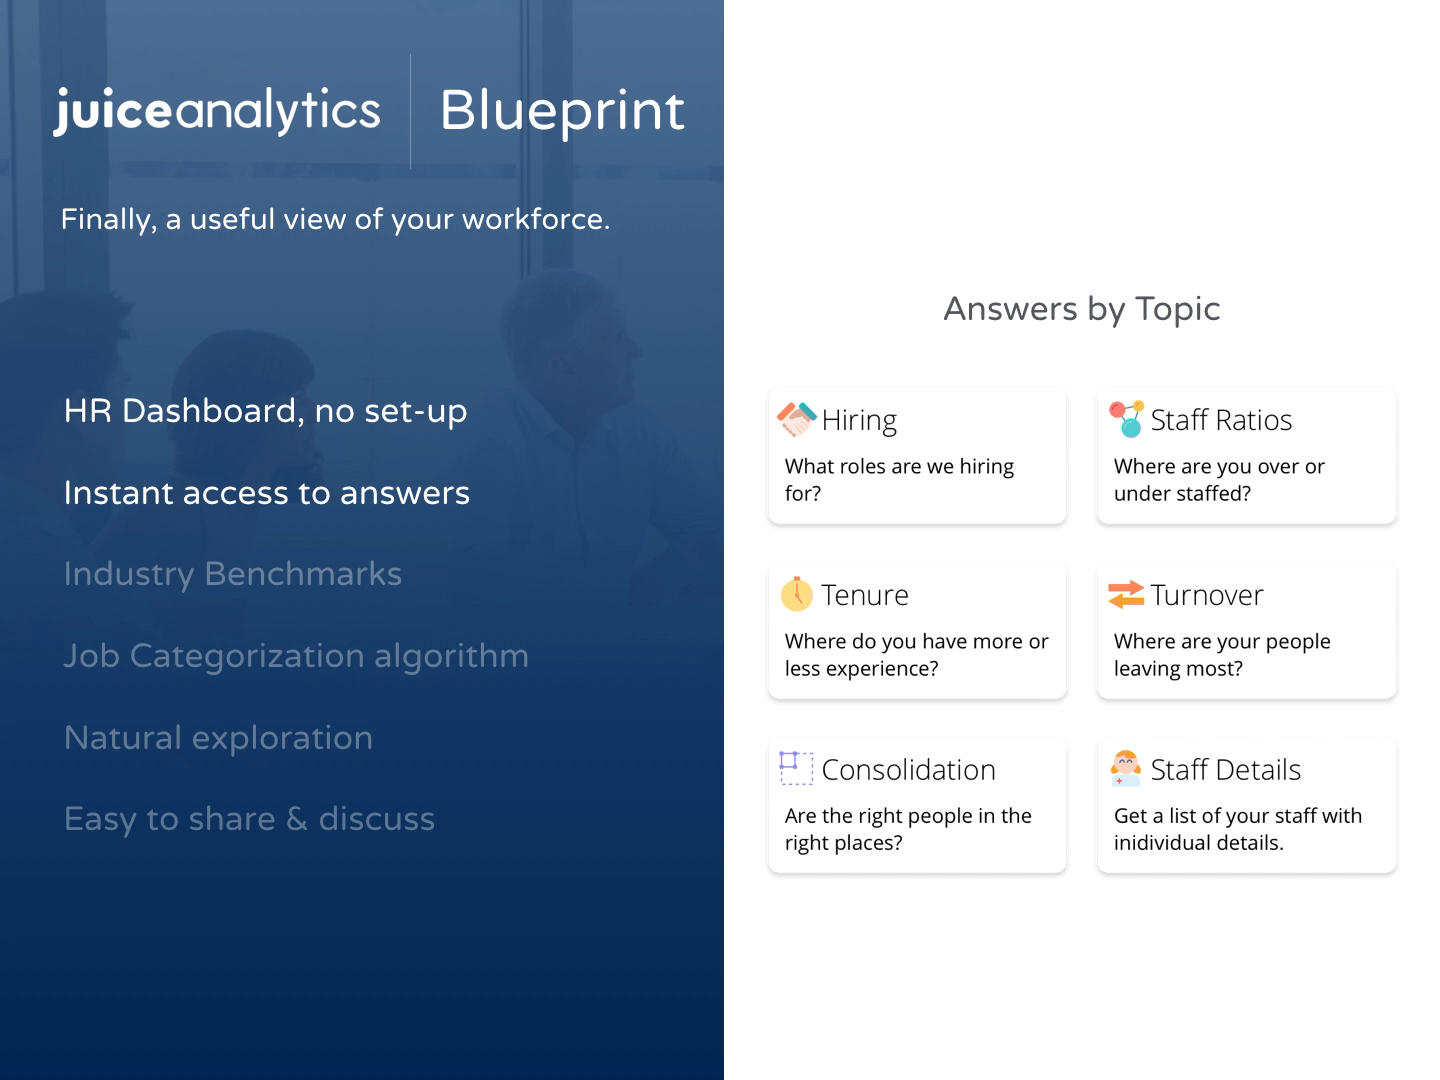 juiceanalytics Blueprint
Finally, a useful view of your workforce.
HR Dashboard, no set-up
Instant access to answers
Industry Benchmarks
Job Categorization algorithm
Natural exploration
Easy to share & discuss
Answers by Topic
Hiring
What roles are we hiring
for?
Staff Ratios
Where are you over or
under staffed?
Tenure
Where do you have more or
less experience?
Turnover
Where are your people
leaving most?
Consolidation
Are the right people in the
right places?
Staff Details
Get a list of your staff with
inidividual details.